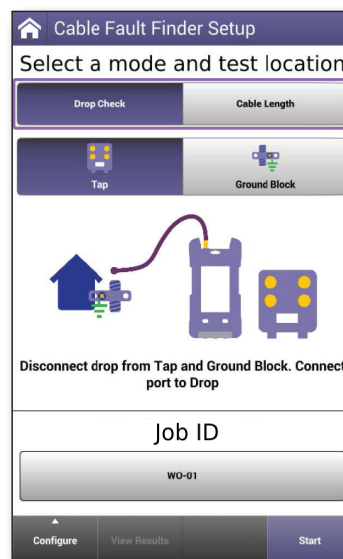 Cable Fault Finder Setup
Select a mode and test location
Drop Check
Cable Length
Tap
Ground Block
Disconnect drop from Tap and Ground Block. Connect
port to Drop
Job ID
WO-01
Configure
View Results
Start